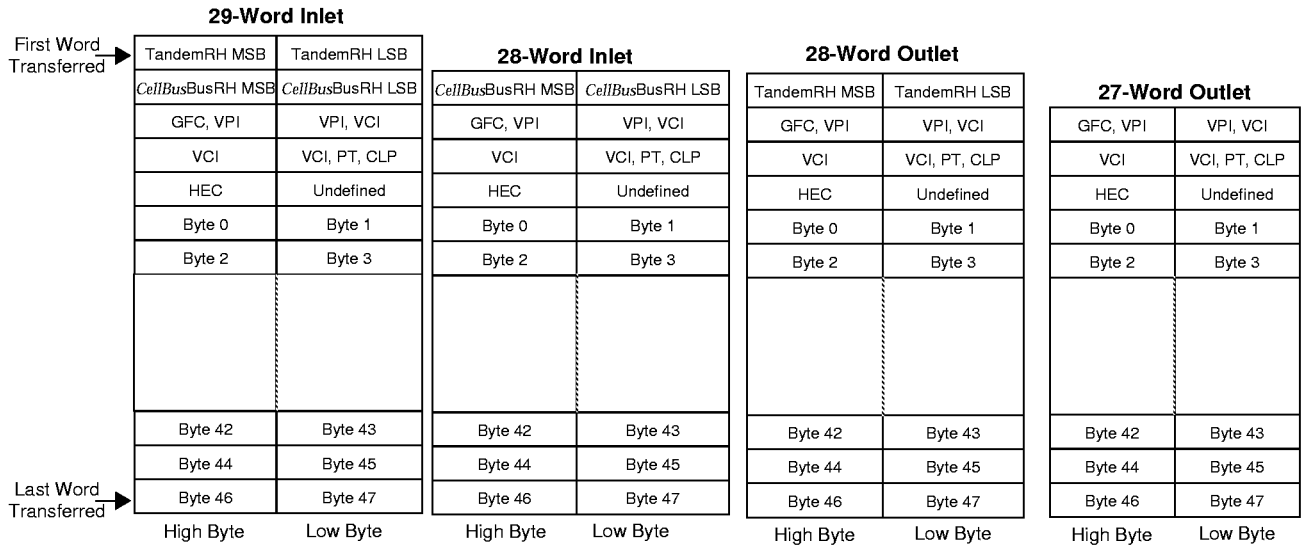 29-Word Inlet
First Word
Transferred
TandemRH MSB TandemRH LSB
CellBusBusRH MSB CellBusBusRH LSB
GFC, VPI VPI, VCI
VCI VCI, PT, CLP
HEC Undefined
Byte 0 Byte 1
Byte 2 Byte 3
Byte 42 Byte 43
Byte 44 Byte 45
Last Word
Transferred
Byte 46 Byte 47
High Byte Low Byte
28-Word Inlet
CellBusBusRH MSB CellBusBusRH LSB
GFC, VPI VPI, VCI
VCI VCI, PT, CLP
HEC Undefined
Byte 0 Byte 1
Byte 2 Byte 3
Byte 42 Byte 43
Byte 44 Byte 45
Byte 46 Byte 47
High Byte Low Byte
28-Word Outlet
TandemRH MSB TandemRH LSB
GFC, VPI VPI, VCI
VCI VCI, PT, CLP
HEC Undefined
Byte 0 Byte 1
Byte 2 Byte 3
Byte 42 Byte 43
Byte 44 Byte 45
Byte 46 Byte 47
High Byte Low Byte
27-Word Outlet
GFC, VPI VPI, VCI
VCI VCI, PT, CLP
HEC Undefined
Byte 0 Byte 1
Byte 2 Byte 3
Byte 42 Byte 43
Byte 44 Byte 45
Byte 46 Byte 47
High Byte Low Byte